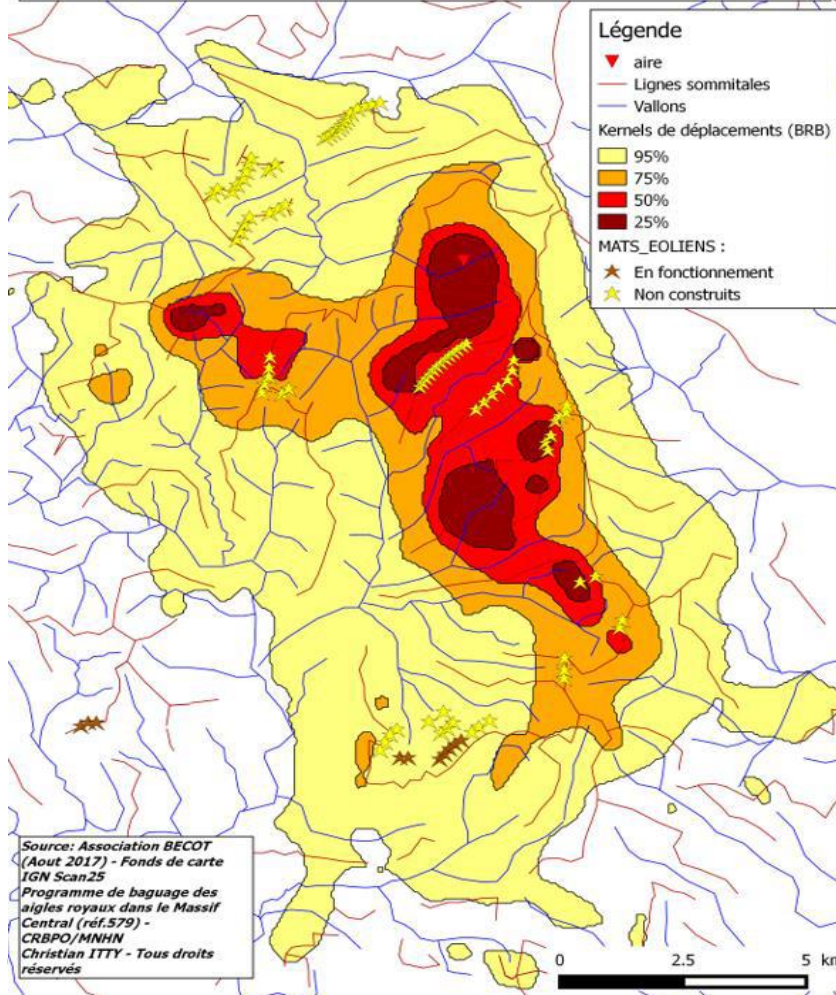 Légende
aire
Lignes sommitales
Vallons
Kernels de déplacements (BRB)
95%
75%
50%
25%
MATS_EOLIENS :
En fonctionnement
Non construits
Source: Association BECOT
(Aout 2017) - Fonds de carte
IGN Scan25
Programme de baguage des
aigles royaux dans le Massif
Central (réf.579) -
CRBPO/MNHN
Christian ITTY - Tous droits
réservés
0 2.5 5 km